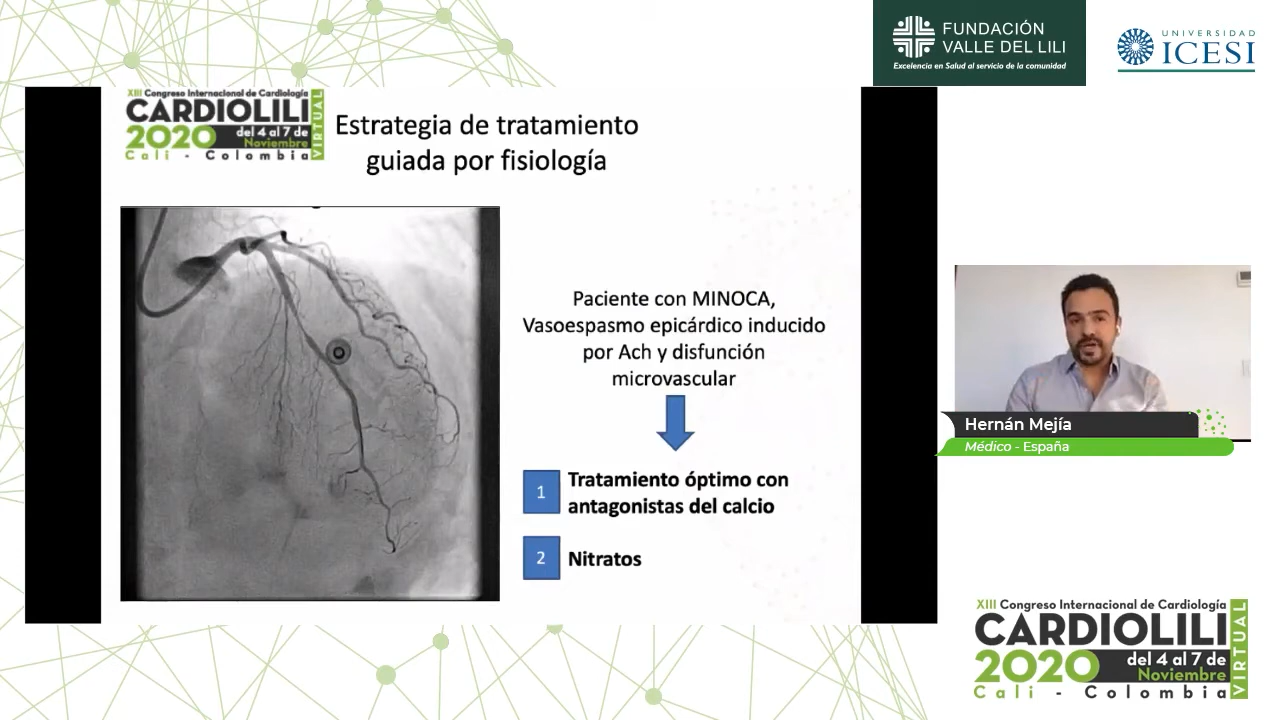 FUNDACIÓN
VALLE DEL LILI
Excelencia en Salud al servicio de la comunidad
UNIVERSIDAD
ICESI
XIII Congreso Internacional de Cardiología
CARDIOLILI
2020 del 4 al 7 de
Noviembre
Cali - Colombia
VIRTUAL
Estrategia de tratamiento
guiada por fisiología
Paciente con MINOCA,
Vasoespasmo epicárdico inducido
por Ach y disfunción
microvascular
1 Tratamiento óptimo con
antagonistas del calcio
2 Nitratos
Hernán Mejía
Médico - España
XIII Congreso Internacional de Cardiología
CARDIOLILI
2020 del 4 al 7 de
Noviembre
Cali - Colombia
VIRTUAL